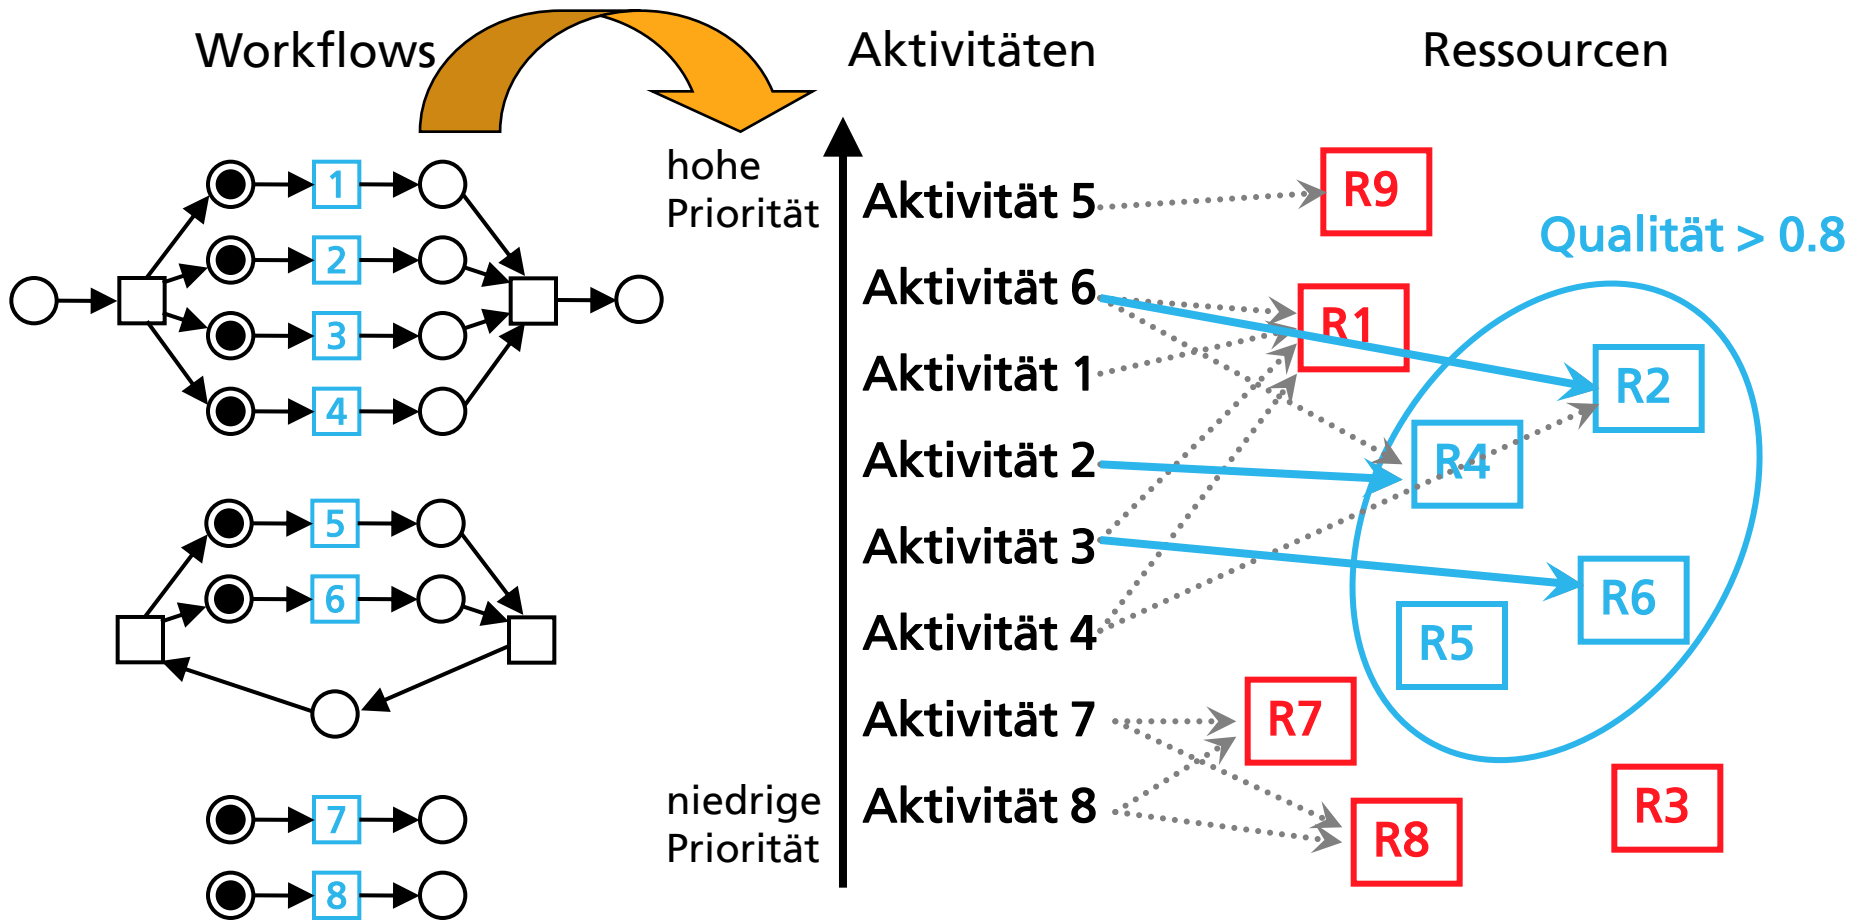 Workflows
Aktivitäten
Ressourcen
1
2
3
4
5
6
7
8
hohe
Priorität
niedrige
Priorität
Aktivität 5
Aktivität 6
Aktivität 1
Aktivität 2
Aktivität 3
Aktivität 4
Aktivität 7
Aktivität 8
R9
Qualität > 0.8
R1
R2
R4
R6
R5
R7
R3
R8